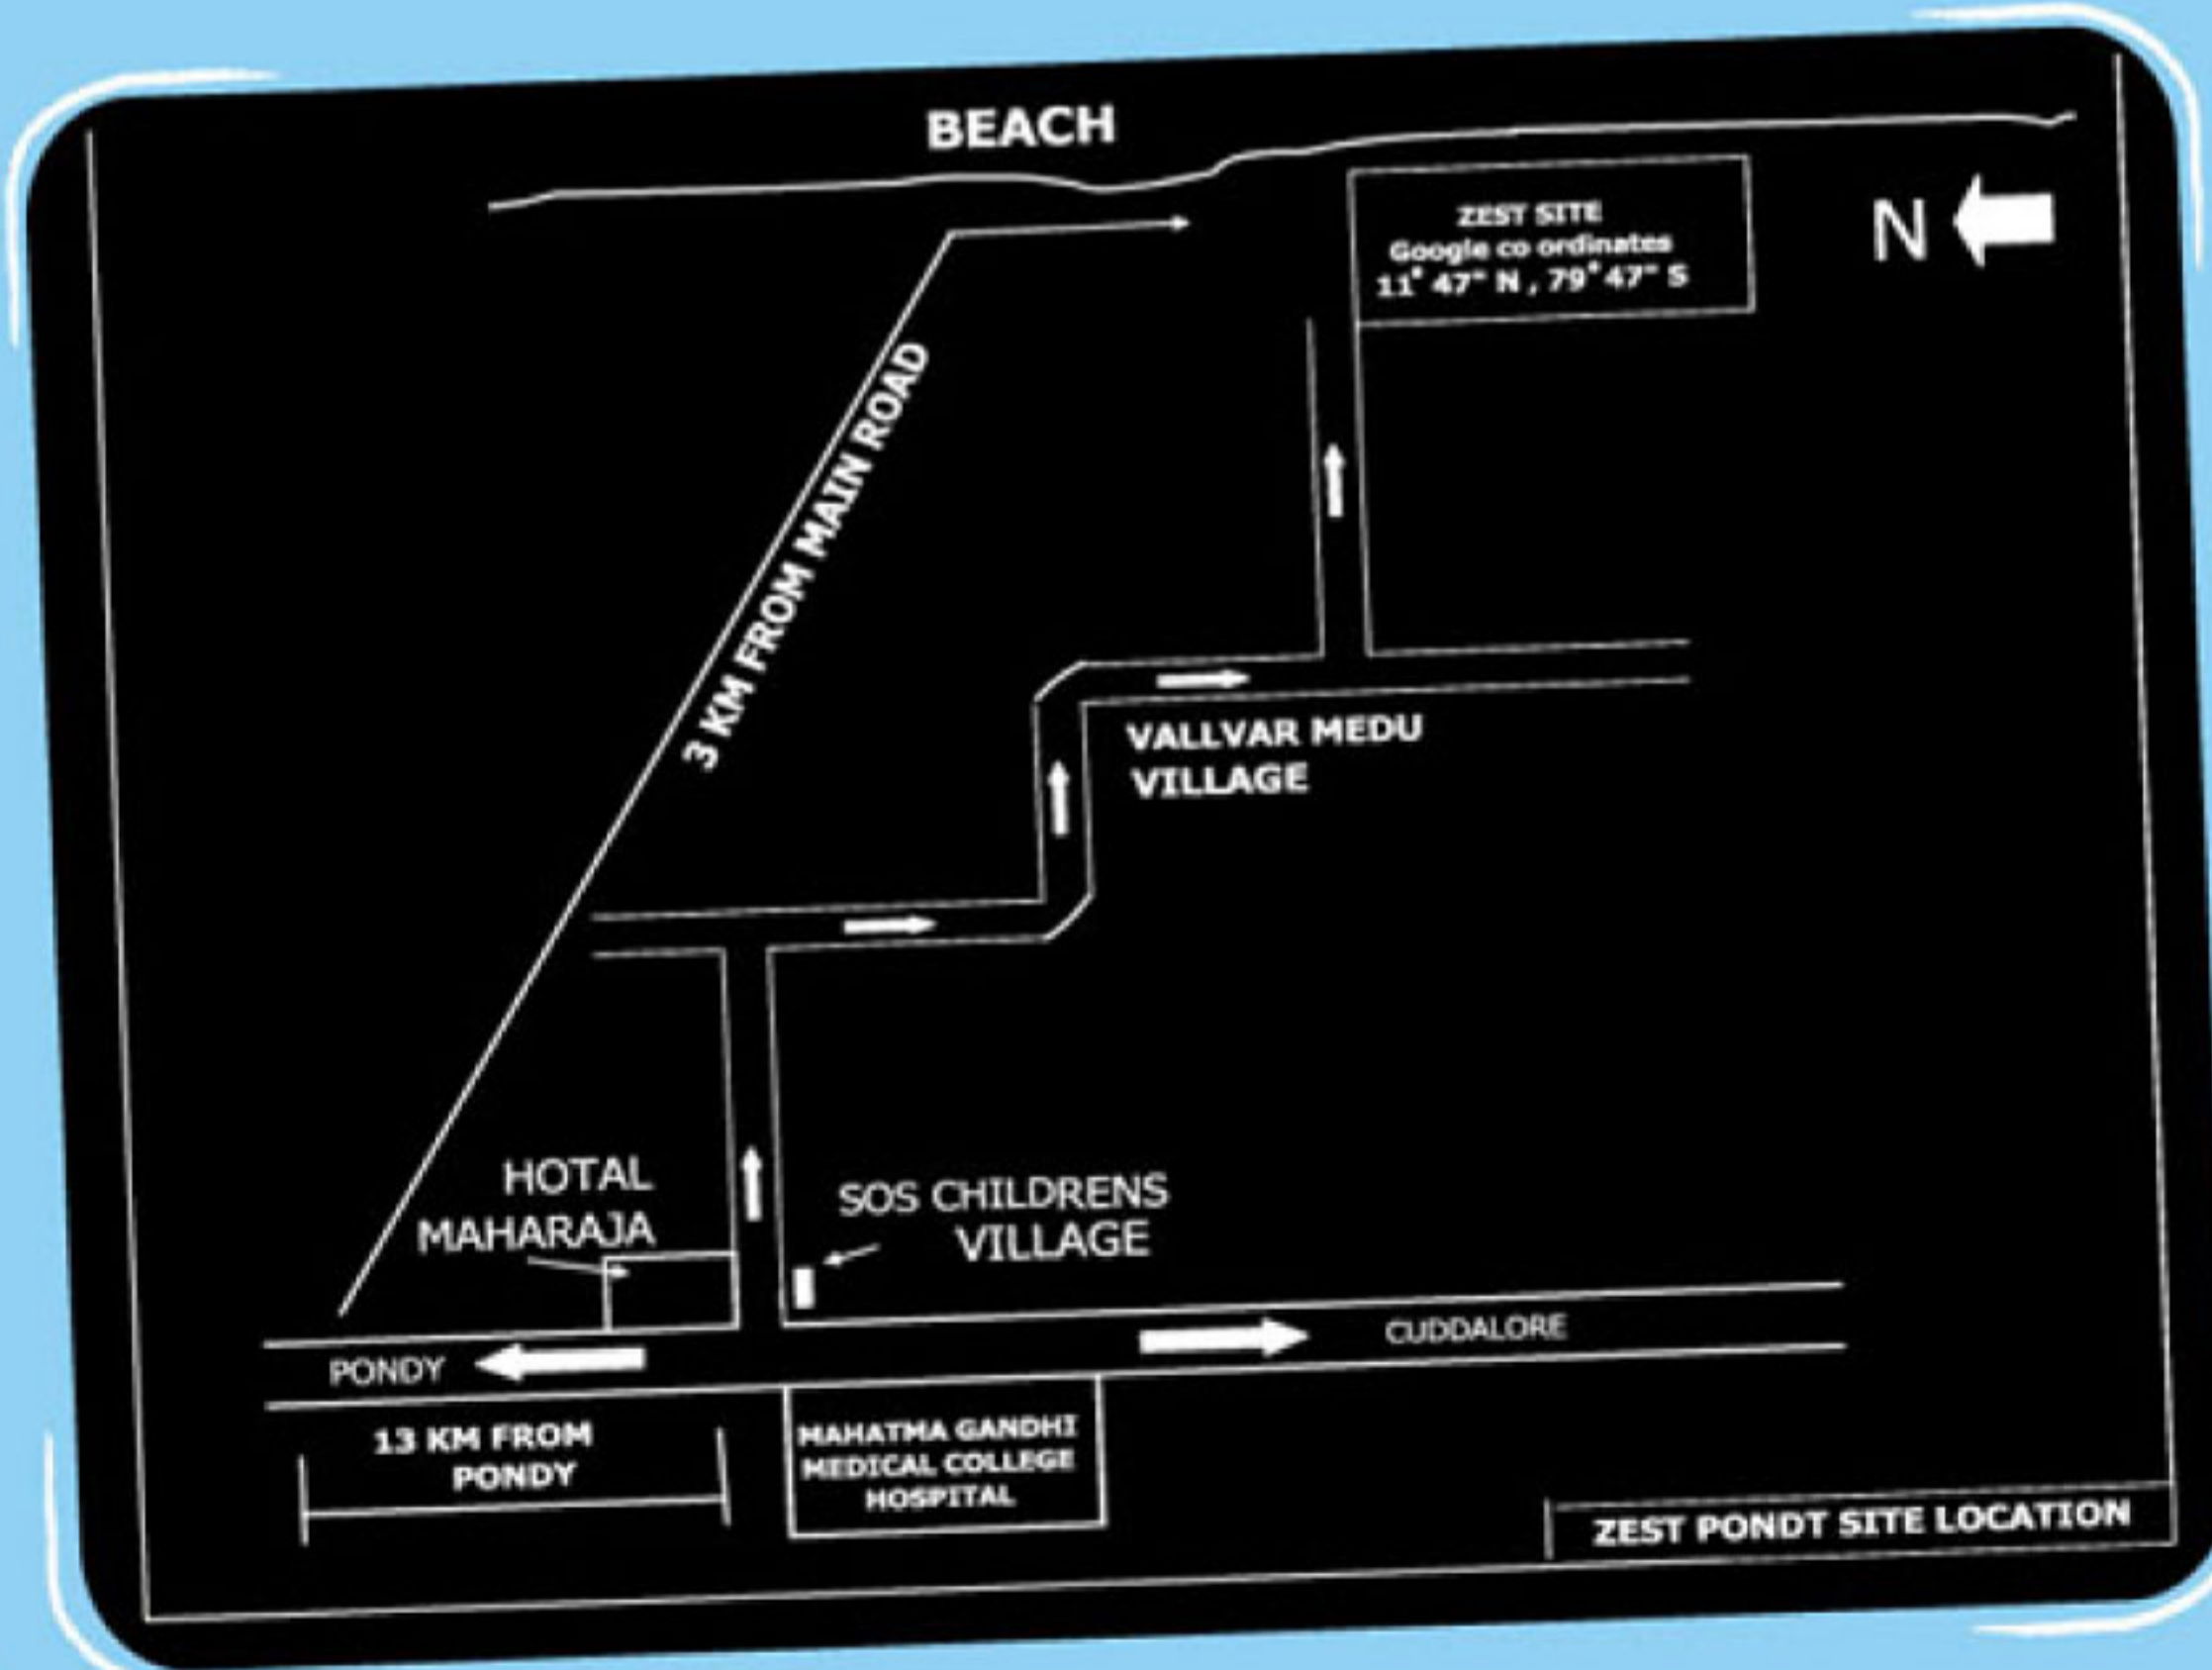 BEACH
ZEST SITE
Google co ordinates
11° 47" N , 79° 47" S
N
3 KM FROM MAIN ROAD
VALLVAR MEDU
VILLAGE
HOTAL
MAHARAJA
SOS CHILDRENS
VILLAGE
PONDY
CUDDALORE
13 KM FROM
PONDY
MAHATMA GANDHI
MEDICAL COLLEGE
HOSPITAL
ZEST PONDT SITE LOCATION